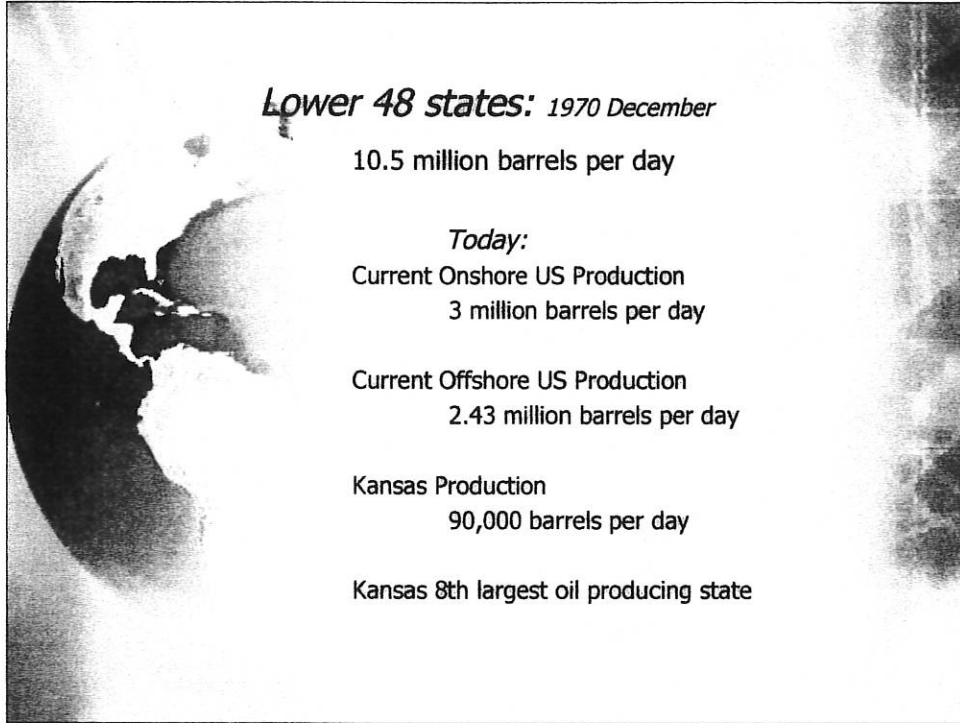 Lower 48 states: 1970 December
10.5 million barrels per day
Today:
Current Onshore US Production
3 million barrels per day
Current Offshore US Production
2.43 million barrels per day
Kansas Production
90,000 barrels per day
Kansas 8th largest oil producing state